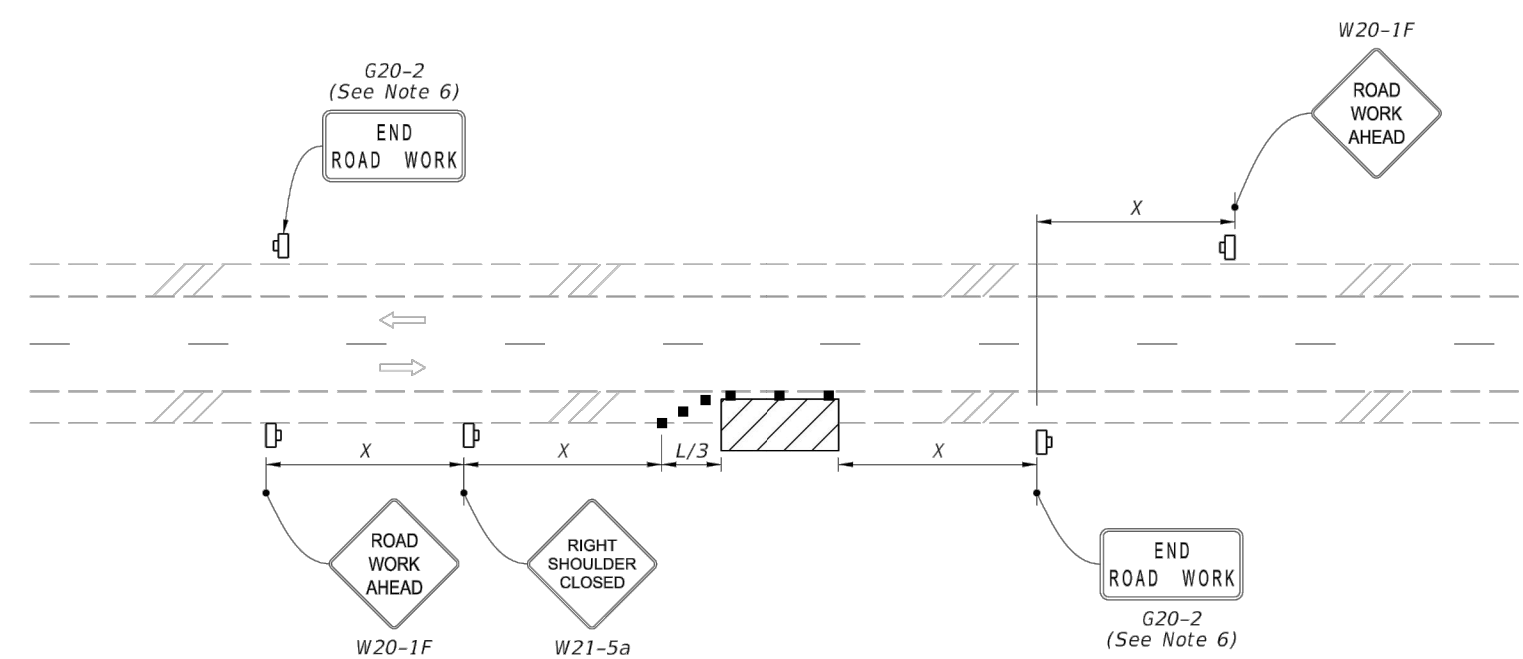 W20-1F
ROAD
WORK
AHEAD
G20-2
(See Note 6)
END
ROAD WORK
X
X
X
L/3
X
ROAD
WORK
AHEAD
W20-1F
RIGHT
SHOULDER
CLOSED
W21-5a
END
ROAD WORK
G20-2
(See Note 6)